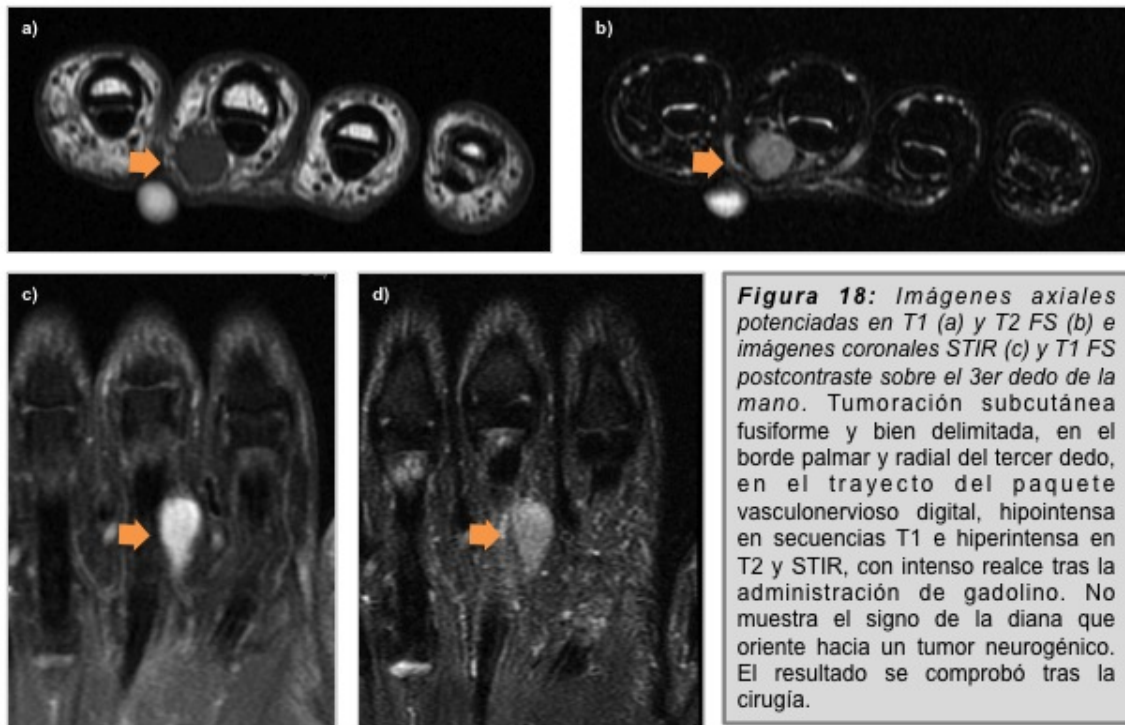 a)
b)
c)
d)
Figura 18: Imágenes axiales
potenciadas en T1 (a) y T2 FS (b) e
imágenes coronales STIR (c) y T1 FS
postcontraste sobre el 3er dedo de la
mano. Tumoración subcutánea
fusiforme y bien delimitada, en el
borde palmar y radial del tercer dedo,
en el trayecto del paquete
vasculonervioso digital, hipointensa
en secuencias T1 e hiperintensa en
T2 y STIR, con intenso realce tras la
administración de gadolino. No
muestra el signo de la diana que
oriente hacia un tumor neurogénico.
El resultado se comprobó tras la
cirugía.